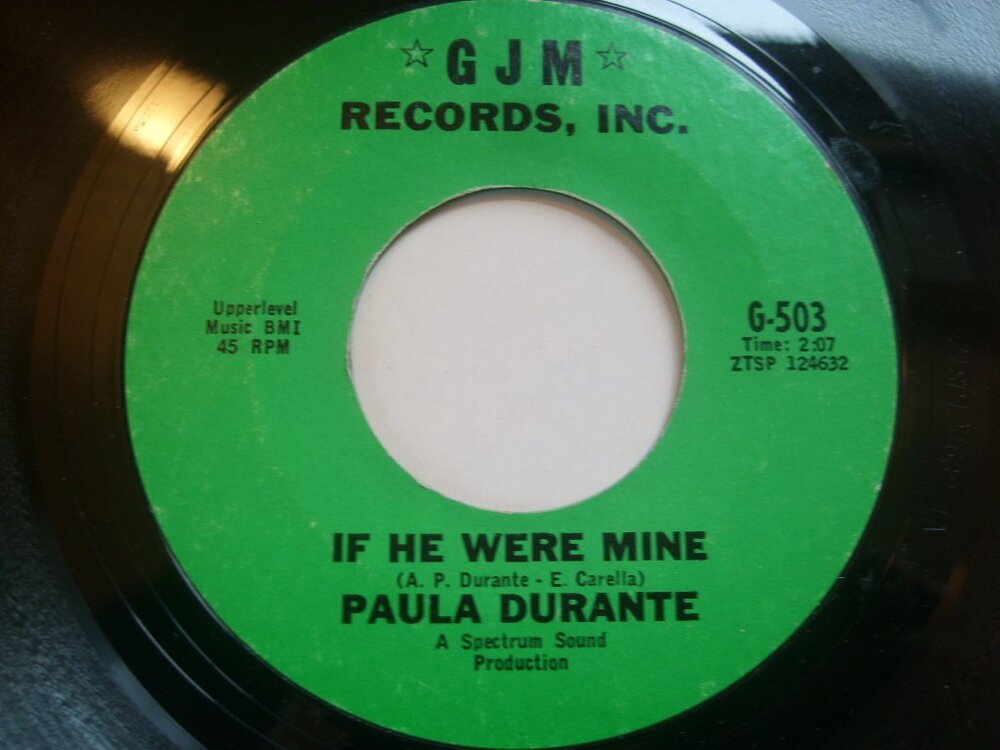 ☆ G J M ☆
RECORDS, INC.
Upperlevel
Music BMI
45 RPM
G-503
Time: 2:07
ZTSP 124632
IF HE WERE MINE
(A. P. Durante - E. Carella)
PAULA DURANTE
A Spectrum Sound
Production